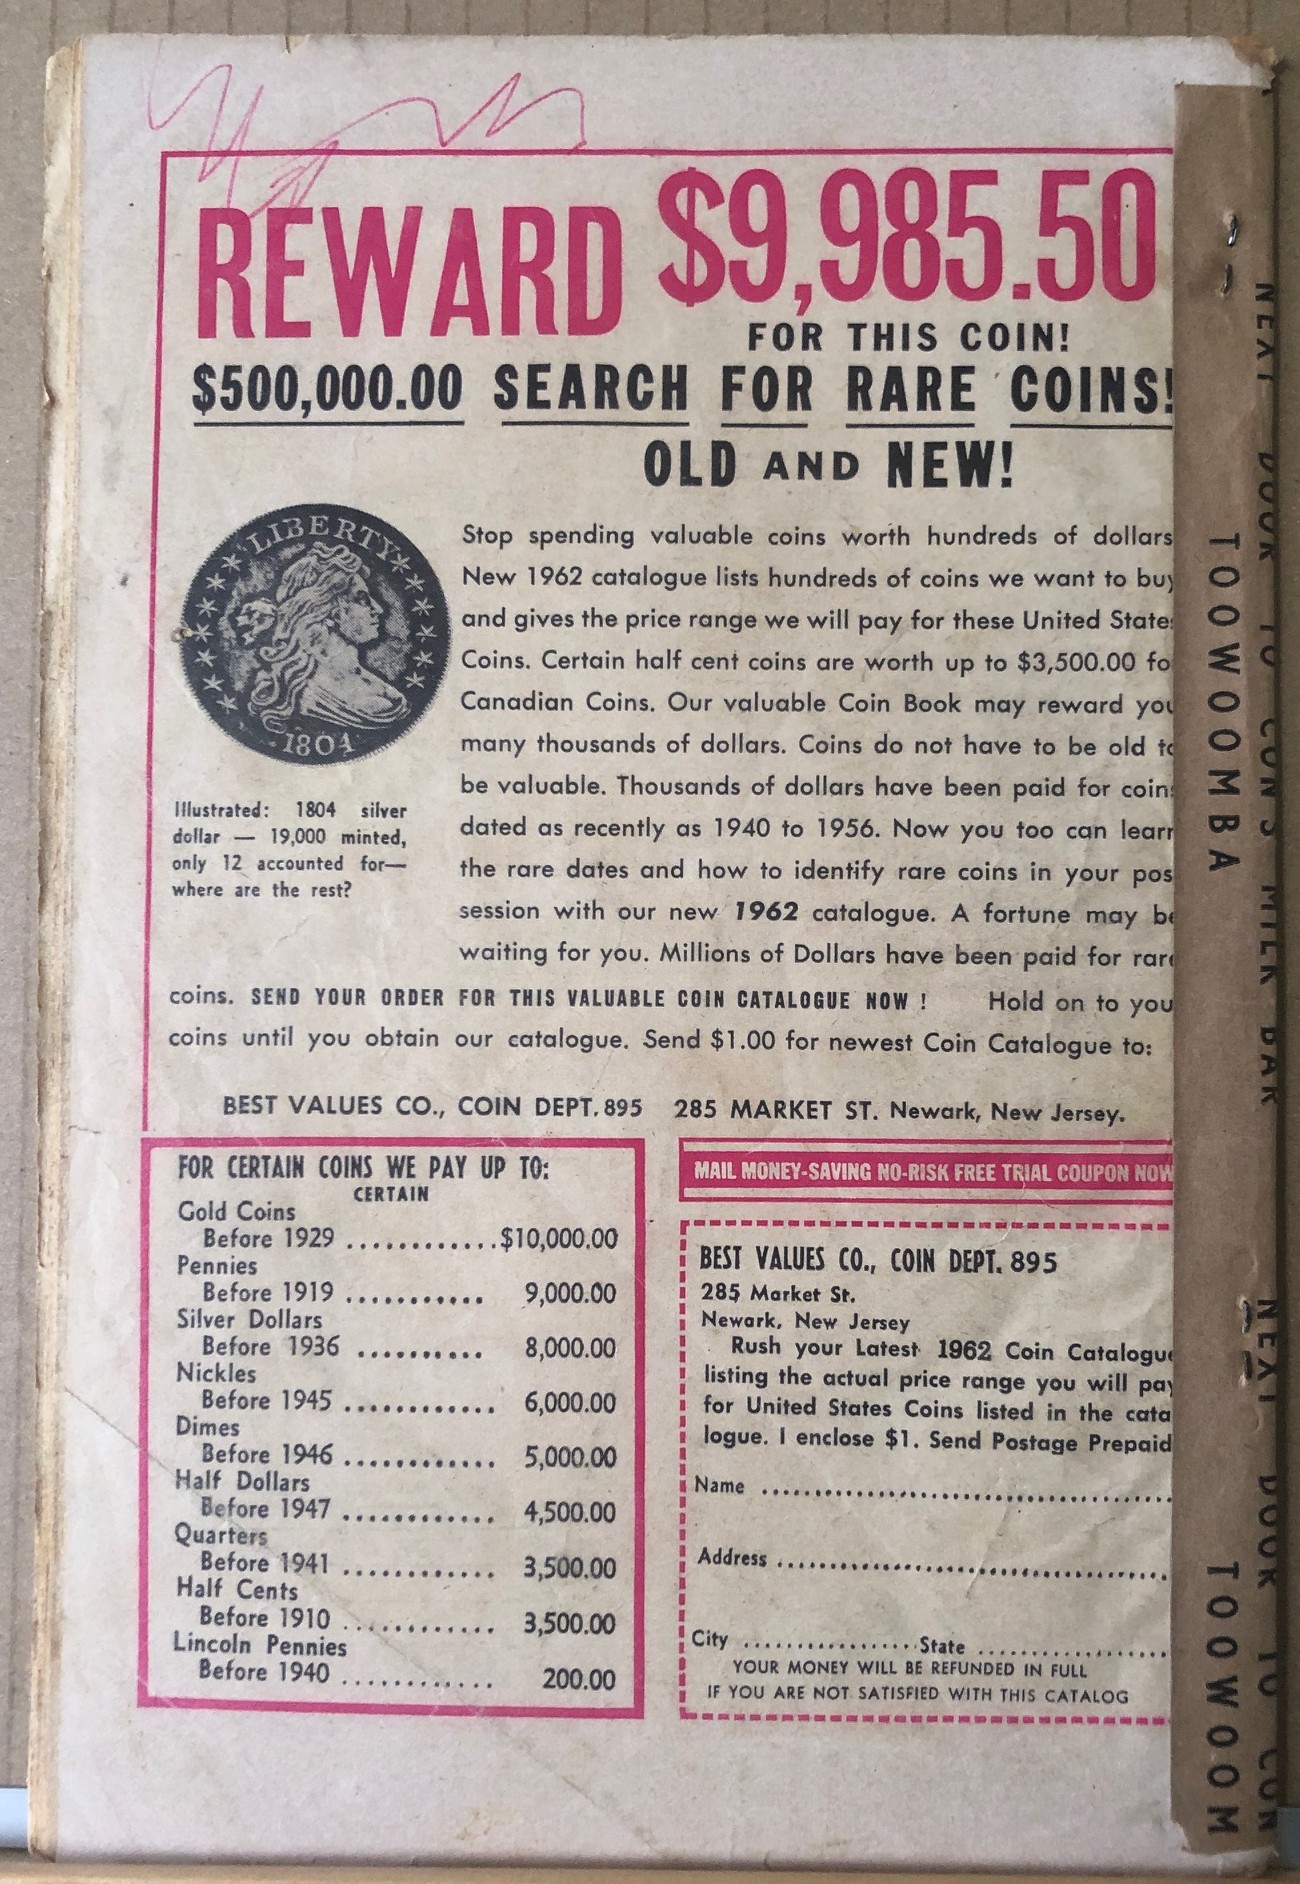 REWARD $9,985.50
FOR THIS COIN!
$500,000.00 SEARCH FOR RARE COINS!
OLD AND NEW!
LIBERTY
1804
Illustrated: 1804 silver
dollar — 19,000 minted,
only 12 accounted for—
where are the rest?
Stop spending valuable coins worth hundreds of dollars
New 1962 catalogue lists hundreds of coins we want to buy
and gives the price range we will pay for these United States
Coins. Certain half cent coins are worth up to $3,500.00 fo
Canadian Coins. Our valuable Coin Book may reward you
many thousands of dollars. Coins do not have to be old to
be valuable. Thousands of dollars have been paid for coins
dated as recently as 1940 to 1956. Now you too can learn
the rare dates and how to identify rare coins in your pos
session with our new 1962 catalogue. A fortune may be
waiting for you. Millions of Dollars have been paid for rare
coins. SEND YOUR ORDER FOR THIS VALUABLE COIN CATALOGUE NOW ! Hold on to you
coins until you obtain our catalogue. Send $1.00 for newest Coin Catalogue to:
BEST VALUES CO., COIN DEPT. 895 285 MARKET ST. Newark, New Jersey.
FOR CERTAIN COINS WE PAY UP TO:
CERTAIN
Gold Coins
Before 1929 ............$10,000.00
Pennies
Before 1919 ........... 9,000.00
Silver Dollars
Before 1936 .......... 8,000.00
Nickles
Before 1945 ............ 6,000.00
Dimes
Before 1946 ............ 5,000.00
Half Dollars
Before 1947 ............ 4,500.00
Quarters
Before 1941 ............ 3,500.00
Half Cents
Before 1910 ............ 3,500.00
Lincoln Pennies
Before 1940 ............ 200.00
MAIL MONEY-SAVING NO-RISK FREE TRIAL COUPON NOW
BEST VALUES CO., COIN DEPT. 895
285 Market St.
Newark, New Jersey
Rush your Latest 1962 Coin Catalogue
listing the actual price range you will pay
for United States Coins listed in the cata
logue. I enclose $1. Send Postage Prepaid
Name
Address
City ................. State
YOUR MONEY WILL BE REFUNDED IN FULL
IF YOU ARE NOT SATISFIED WITH THIS CATALOG
NEXT DOOR TO CON'S MILK BAR
TOOWOOMBA
NEXT DOOR TO CON
TOOWOOM